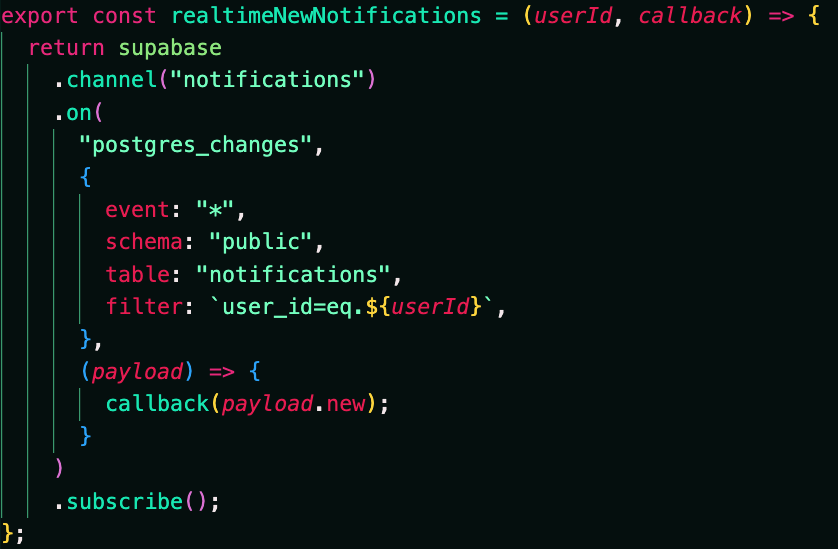 export const realtimeNewNotifications = (userId, callback) => {
  return supabase
    .channel("notifications")
    .on(
      "postgres_changes",
      {
        event: "*",
        schema: "public",
        table: "notifications",
        filter: `user_id=eq.${userId}`,
      },
      (payload) => {
        callback(payload.new);
      }
    )
    .subscribe();
};